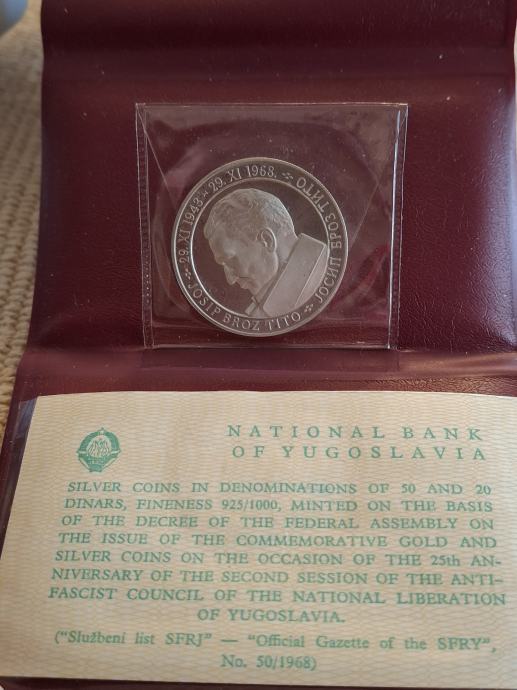 29. XI 1943 ★ 29. XI 1968.
JOSIP BROZ TITO
ЈОСИП БРОЗ ТИТО
NATIONAL BANK
OF YUGOSLAVIA
SILVER COINS IN DENOMINATIONS OF 50 AND 20
DINARS, FINENESS 925/1000, MINTED ON THE BASIS
OF THE DECREE OF THE FEDERAL ASSEMBLY ON
THE ISSUE OF THE COMMEMORATIVE GOLD AND
SILVER COINS ON THE OCCASION OF THE 25th AN-
NIVERSARY OF THE SECOND SESSION OF THE ANTI-
FASCIST COUNCIL OF THE NATIONAL LIBERATION
OF YUGOSLAVIA.
("Službeni list SFRJ" — "Official Gazette of the SFRY",
No. 50/1968)